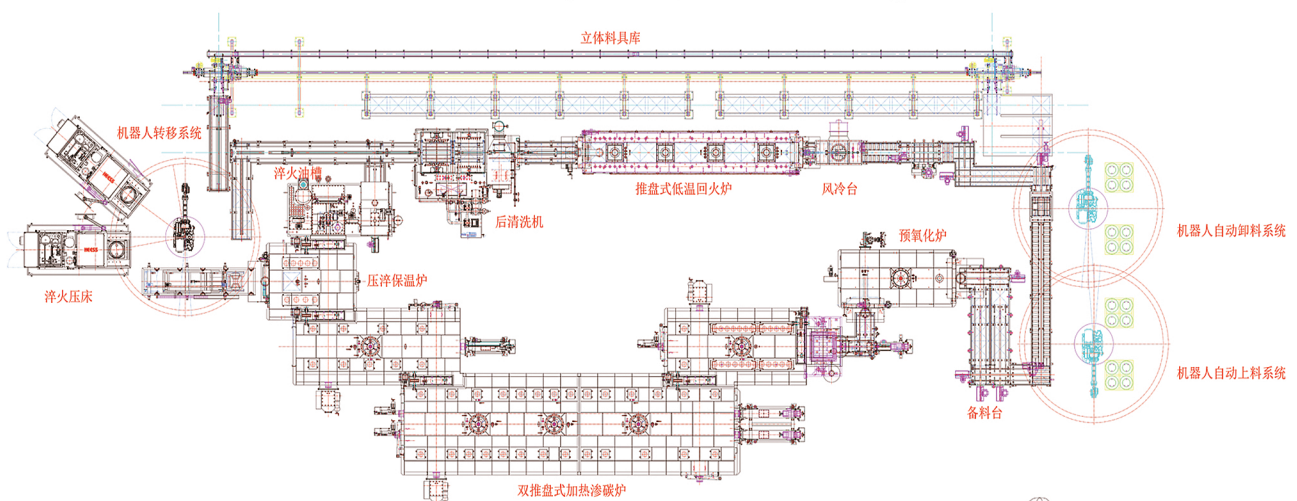 立体料具库
机器人转移系统
淬火油槽
后清洗机
推盘式低温回火炉
风冷台
机器人自动卸料系统
预氧化炉
淬火压床
压淬保温炉
机器人自动上料系统
备料台
双推盘式加热渗碳炉